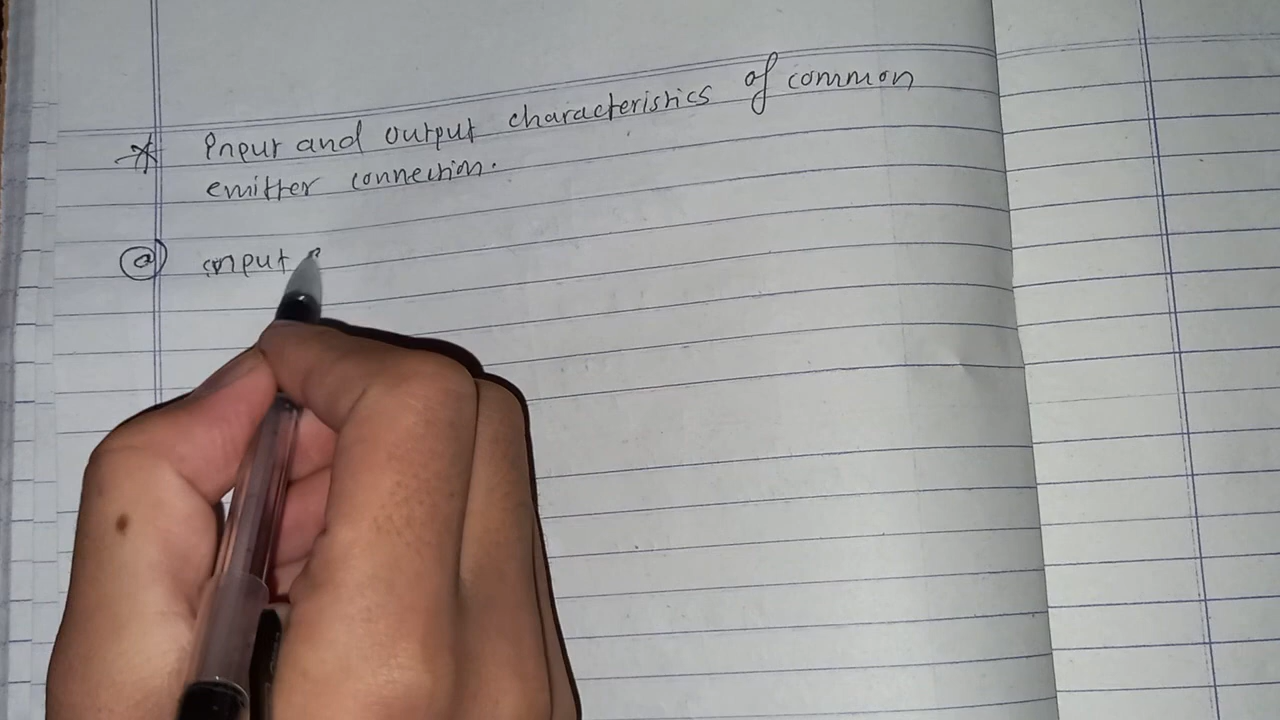 * Input and output characteristics of common
emitter connection.
(a) input